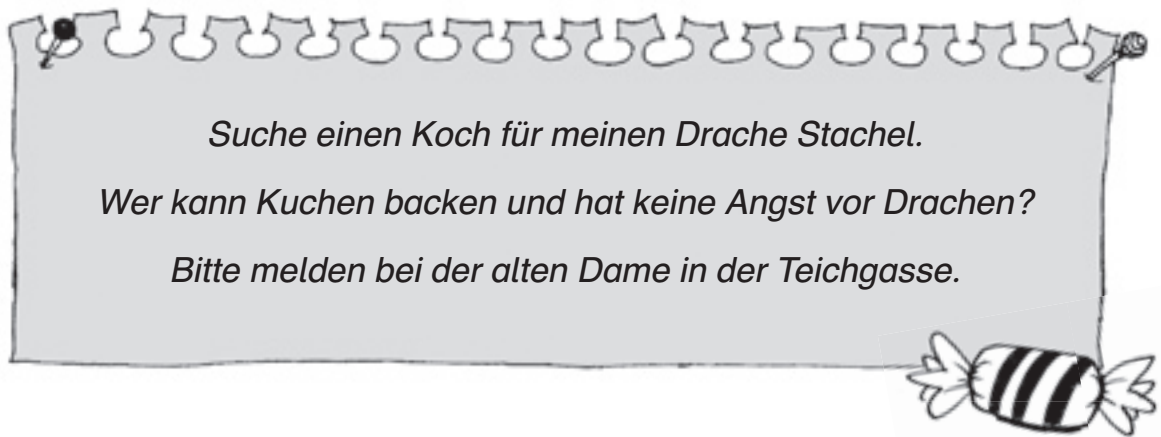 Suche einen Koch für meinen Drache Stachel.
Wer kann Kuchen backen und hat keine Angst vor Drachen?
Bitte melden bei der alten Dame in der Teichgasse.